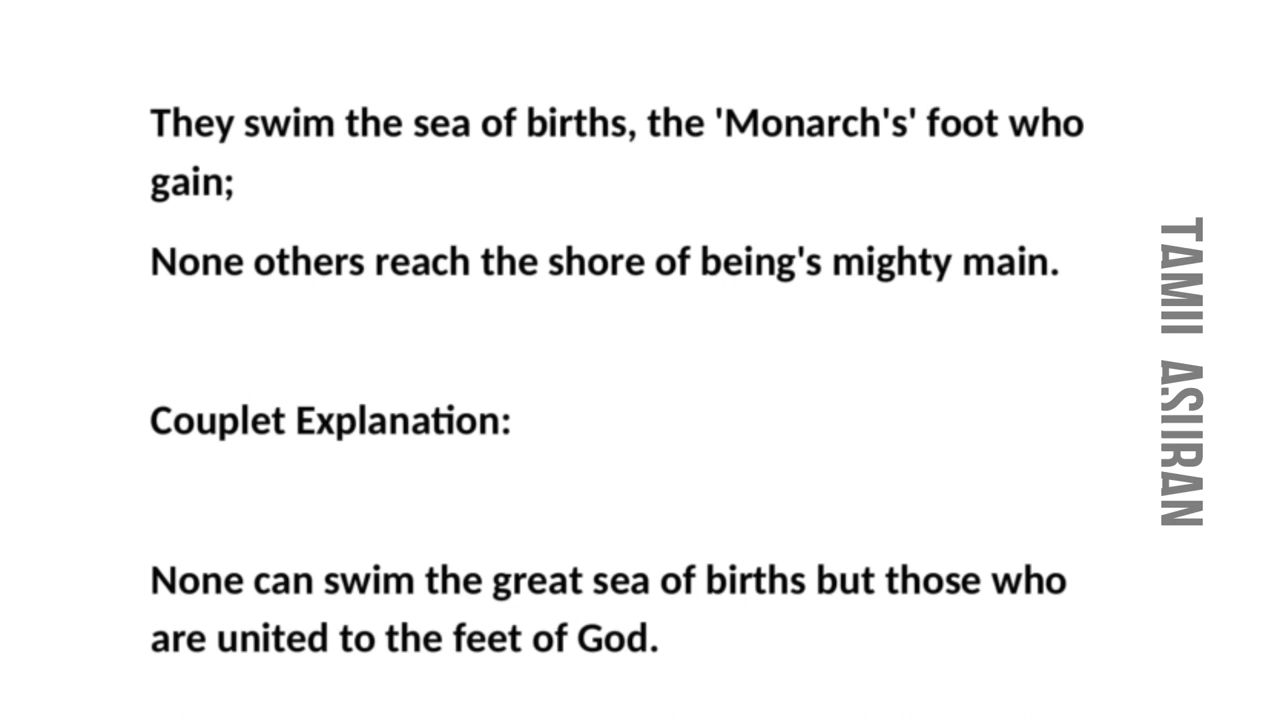 They swim the sea of births, the 'Monarch's' foot who
gain;
None others reach the shore of being's mighty main.
Couplet Explanation:
None can swim the great sea of births but those who
are united to the feet of God.
TAMIL ASIIRAN